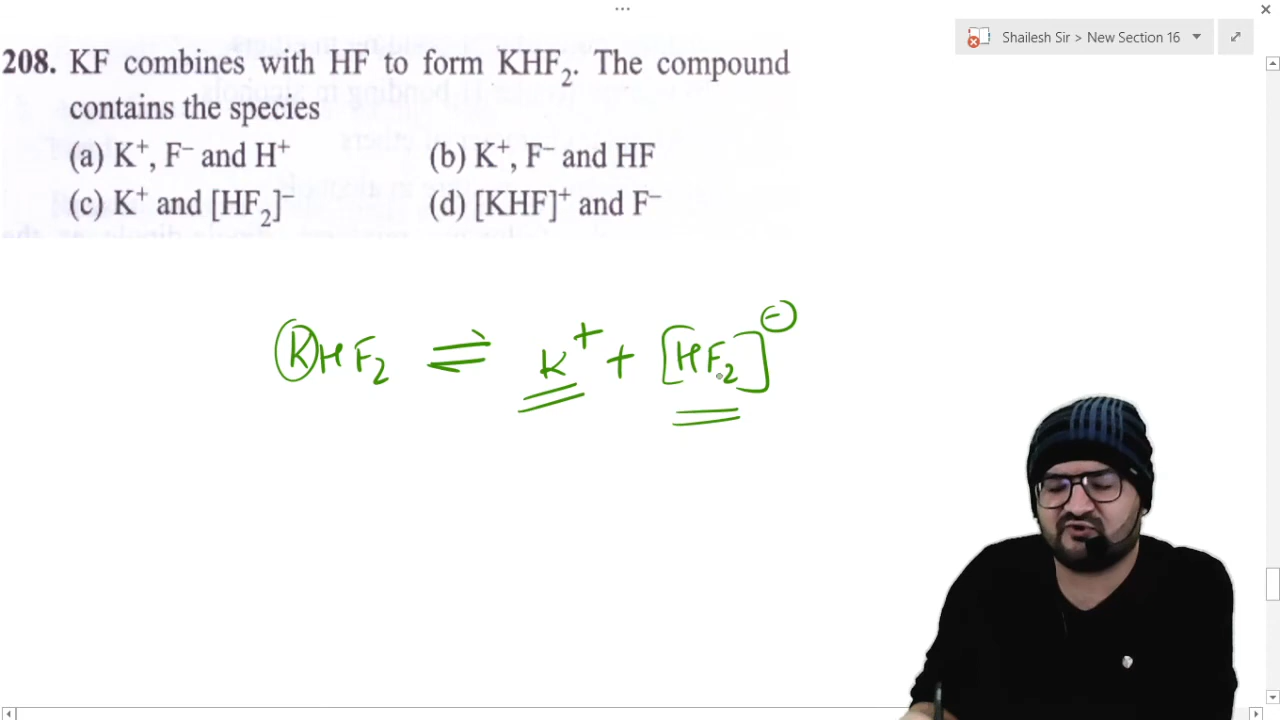 ...
Shailesh Sir > New Section 16
208. KF combines with HF to form KHF₂. The compound
contains the species
(a) K⁺, F⁻ and H⁺ (b) K⁺, F⁻ and HF
(c) K⁺ and [HF₂]⁻ (d) [KHF]⁺ and F⁻
KHF₂ ⇌ K⁺ + [HF₂]⁻